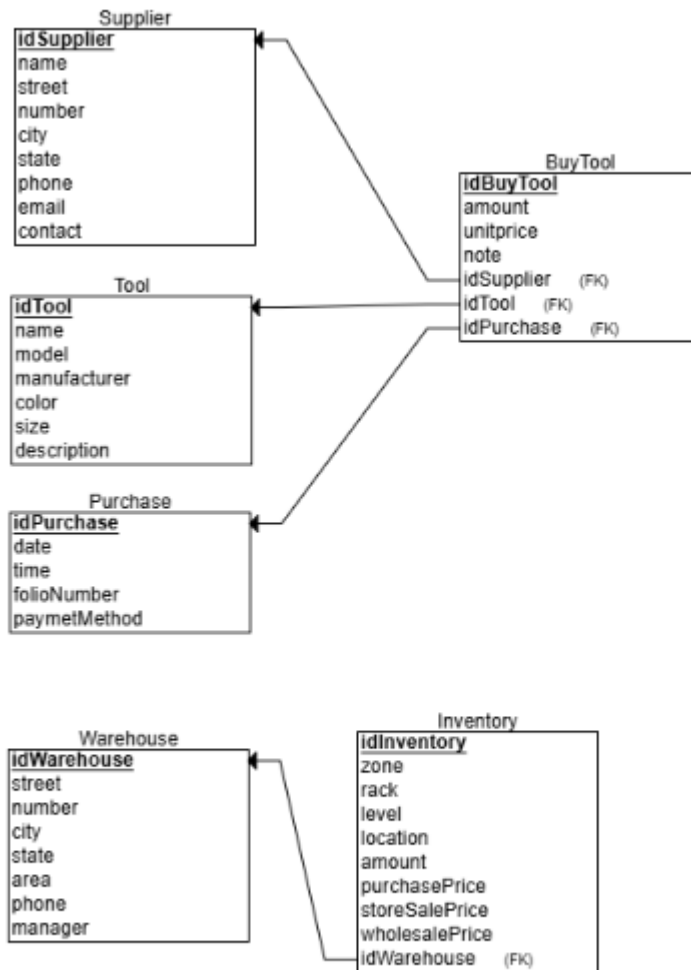 Supplier
idSupplier
name
street
number
city
state
phone
email
contact
BuyTool
idBuyTool
amount
unitprice
note
idSupplier (FK)
idTool (FK)
idPurchase (FK)
Tool
idTool
name
model
manufacturer
color
size
description
Purchase
idPurchase
date
time
folioNumber
paymetMethod
Warehouse
idWarehouse
street
number
city
state
area
phone
manager
Inventory
idInventory
zone
rack
level
location
amount
purchasePrice
storeSalePrice
wholesalePrice
idWarehouse (FK)